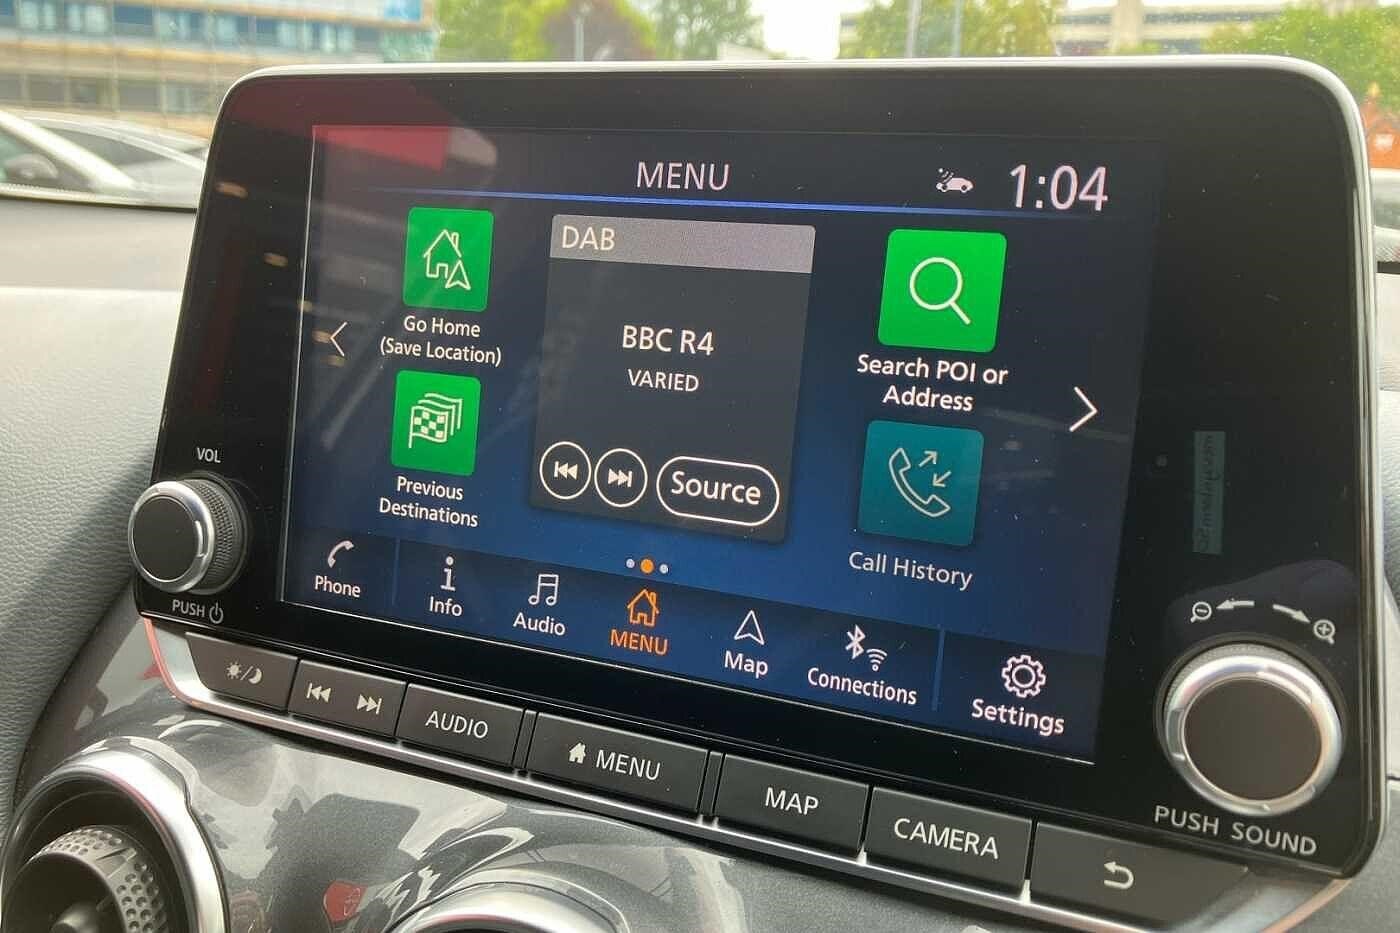 MENU
1:04
Go Home
(Save Location)
DAB
BBC R4
VARIED
Source
Search POI or
Address
Previous
Destinations
Call History
Phone
Info
Audio
MENU
Map
Connections
Settings
VOL
PUSH
AUDIO
MENU
MAP
CAMERA
PUSH SOUND